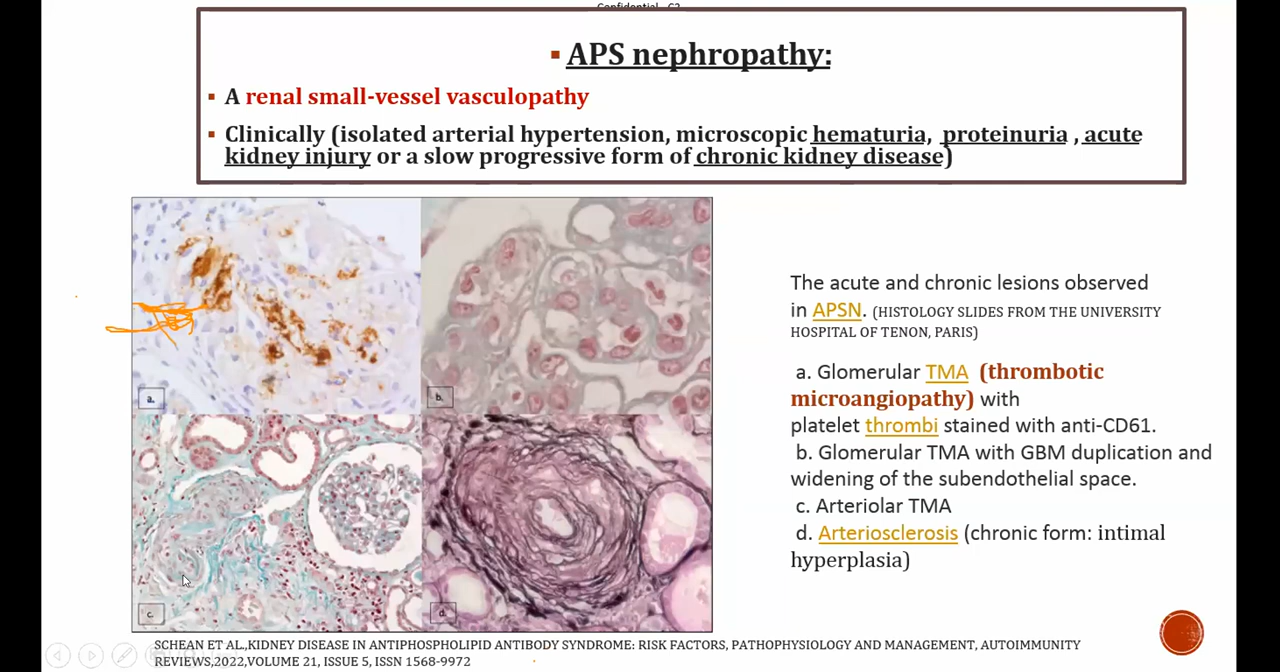 Confidential - C2
▪ APS nephropathy:
▪ A renal small-vessel vasculopathy
▪ Clinically (isolated arterial hypertension, microscopic hematuria, proteinuria , acute
kidney injury or a slow progressive form of chronic kidney disease)
a.
b.
c.
d.
The acute and chronic lesions observed
in APSN. (HISTOLOGY SLIDES FROM THE UNIVERSITY
HOSPITAL OF TENON, PARIS)
a. Glomerular TMA (thrombotic
microangiopathy) with
platelet thrombi stained with anti-CD61.
b. Glomerular TMA with GBM duplication and
widening of the subendothelial space.
c. Arteriolar TMA
d. Arteriosclerosis (chronic form: intimal
hyperplasia)
SCHEAN ET AL.,KIDNEY DISEASE IN ANTIPHOSPHOLIPID ANTIBODY SYNDROME: RISK FACTORS, PATHOPHYSIOLOGY AND MANAGEMENT, AUTOIMMUNITY
REVIEWS,2022,VOLUME 21, ISSUE 5, ISSN 1568-9972